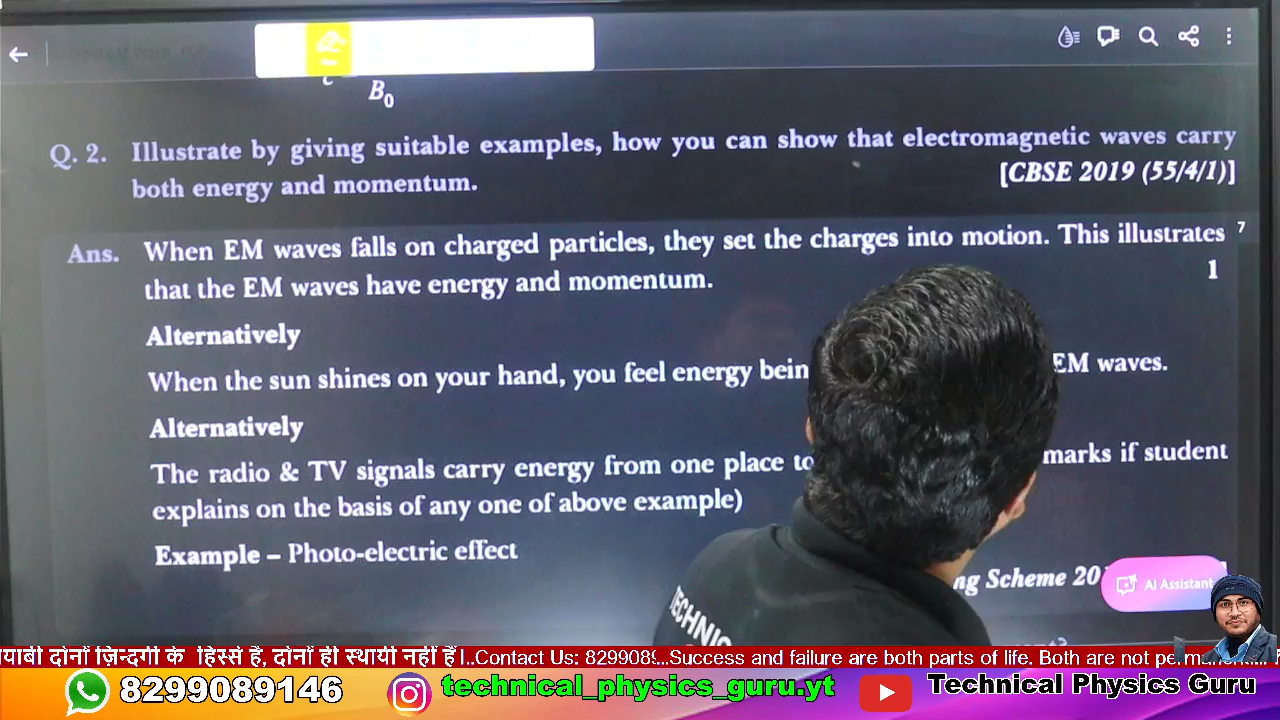 B0
Q. 2. Illustrate by giving suitable examples, how you can show that electromagnetic waves carry
both energy and momentum. [CBSE 2019 (55/4/1)]
Ans. When EM waves falls on charged particles, they set the charges into motion. This illustrates 7
that the EM waves have energy and momentum. 1
Alternatively
When the sun shines on your hand, you feel energy EM waves.
Alternatively
The radio & TV signals carry energy from one place marks if student
explains on the basis of any one of above example)
Example – Photo-electric effect
Scheme
AI Assistant
दोनों ज़िन्दगी के हिस्से हैं, दोनों ही स्थायी नहीं हैं।..Contact Us: 829908...Success and failure are both parts of life. Both are not
8299089146
technical_physics_guru.yt
Technical Physics Guru